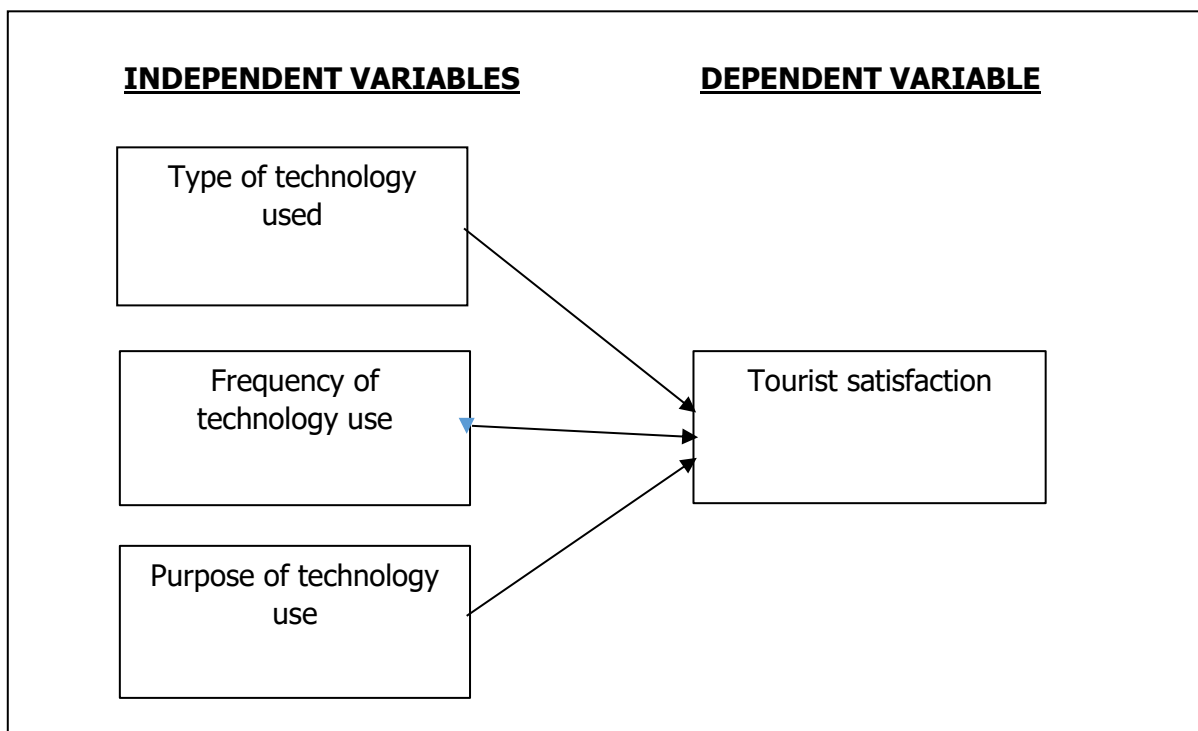 INDEPENDENT VARIABLES
DEPENDENT VARIABLE
Type of technology
used
Frequency of
technology use
Tourist satisfaction
Purpose of technology
use